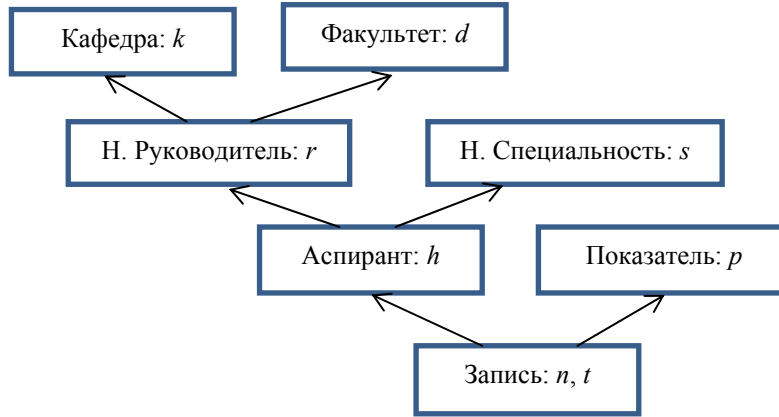 Кафедра: k
Факультет: d
Н. Руководитель: r
Н. Специальность: s
Аспирант: h
Показатель: p
Запись: n, t